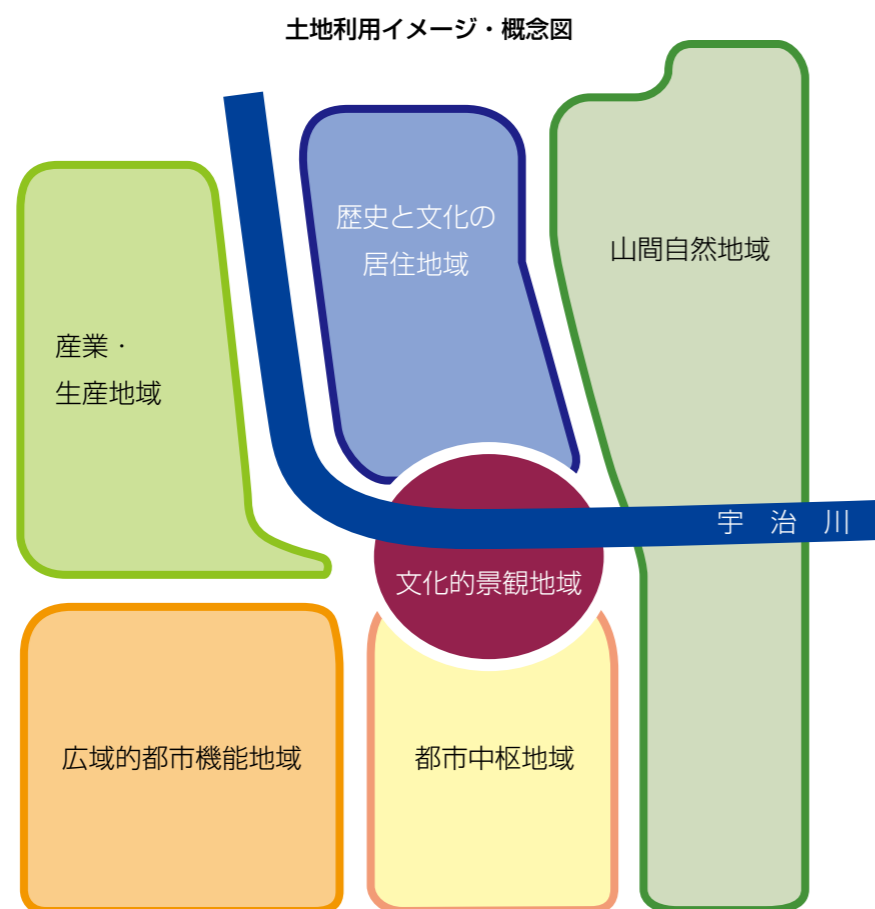 土地利用イメージ・概念図
歴史と文化の
居住地域
山間自然地域
産業・
生産地域
宇 治 川
文化的景観地域
広域的都市機能地域
都市中枢地域